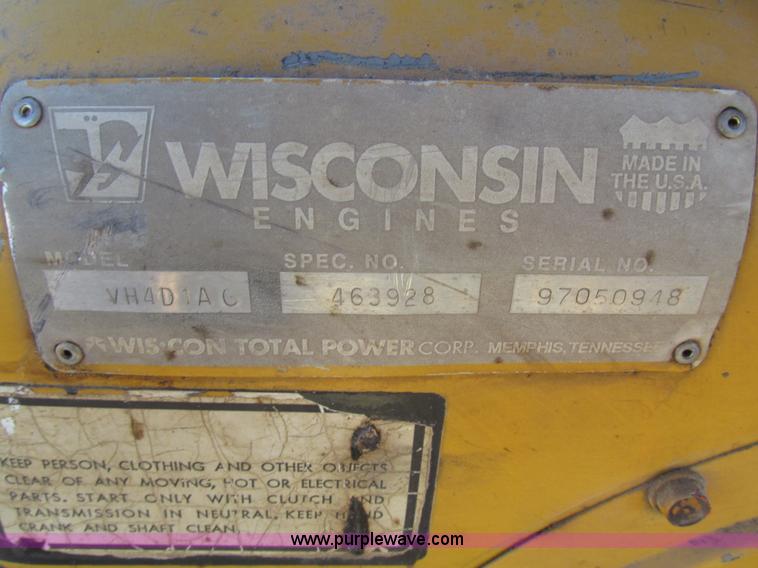 WISCONSIN
ENGINES
MADE IN
THE U.S.A.
MODEL SPEC. NO. SERIAL NO.
VH4D1AC 463928 97050948
WIS•CON TOTAL POWER CORP. MEMPHIS, TENNESSEE
KEEP PERSON, CLOTHING AND OTHER OBJECTS
CLEAR OF ANY MOVING, HOT OR ELECTRICAL
PARTS. START ONLY WITH CLUTCH AND
TRANSMISSION IN NEUTRAL. KEEP HAND
CRANK AND SHAFT CLEAN.
www.purplewave.com